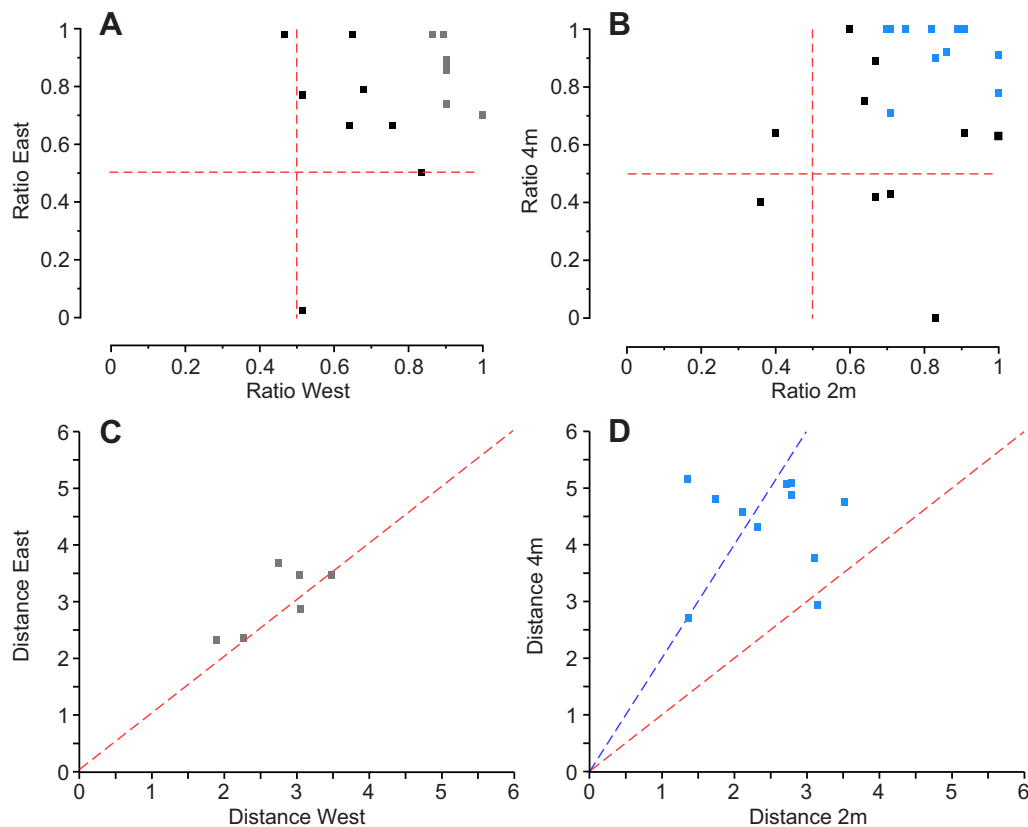 A
1
0.8
0.6
0.4
0.2
0
Ratio East
0 0.2 0.4 0.6 0.8 1
Ratio West
B
1
0.8
0.6
0.4
0.2
0
Ratio 4m
0 0.2 0.4 0.6 0.8 1
Ratio 2m
C
6
5
4
3
2
1
0
Distance East
0 1 2 3 4 5 6
Distance West
D
6
5
4
3
2
1
0
Distance 4m
0 1 2 3 4 5 6
Distance 2m